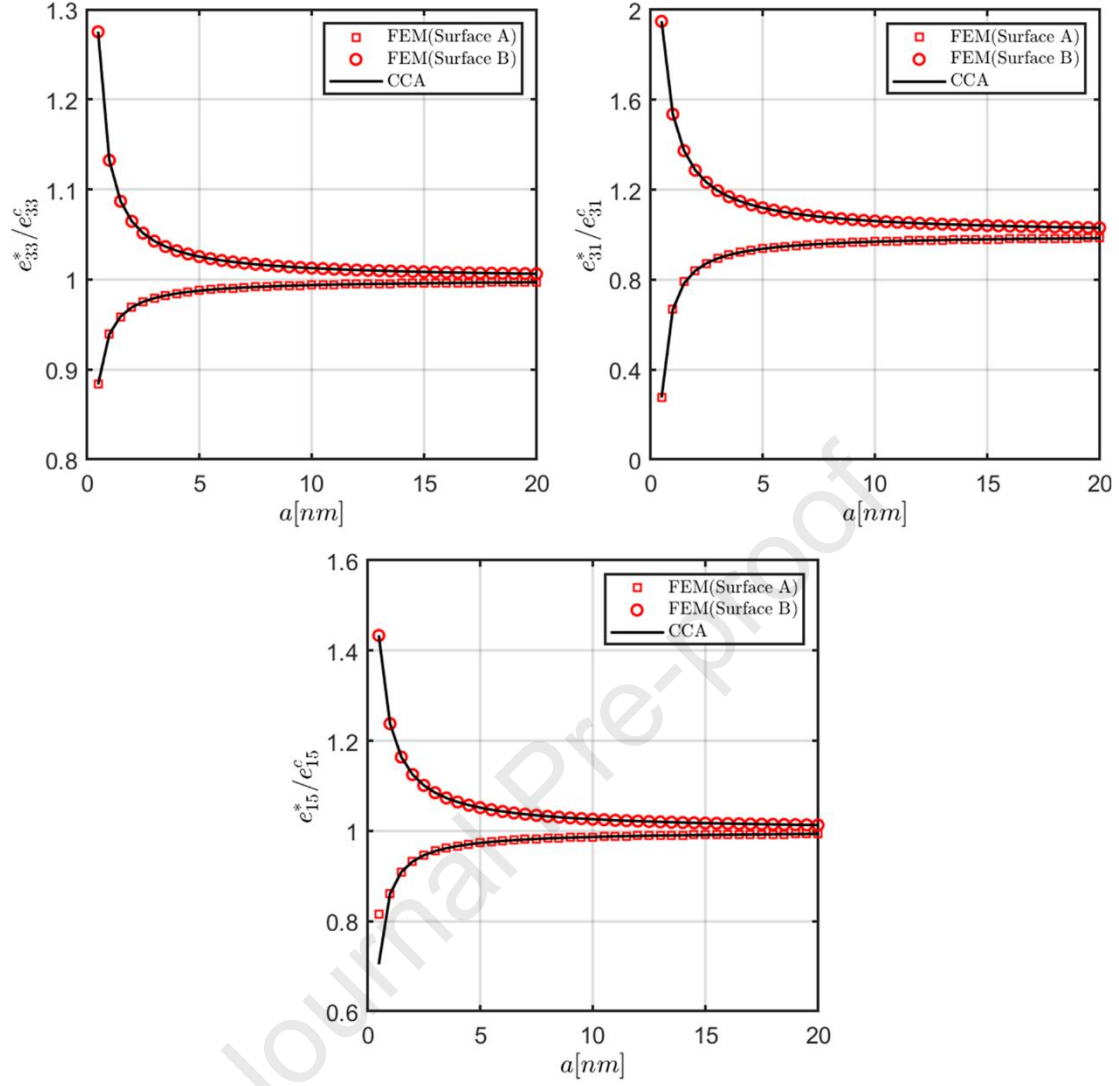 1.3
1.2
1.1
1
0.9
0.8
e*33/ec33
FEM(Surface A)
FEM(Surface B)
CCA
0 5 10 15 20
a[nm]
2
1.6
1.2
0.8
0.4
0
e*31/ec31
FEM(Surface A)
FEM(Surface B)
CCA
0 5 10 15 20
a[nm]
1.6
1.4
1.2
1
0.8
0.6
e*15/ec15
FEM(Surface A)
FEM(Surface B)
CCA
0 5 10 15 20
a[nm]
Journal Pre-proof